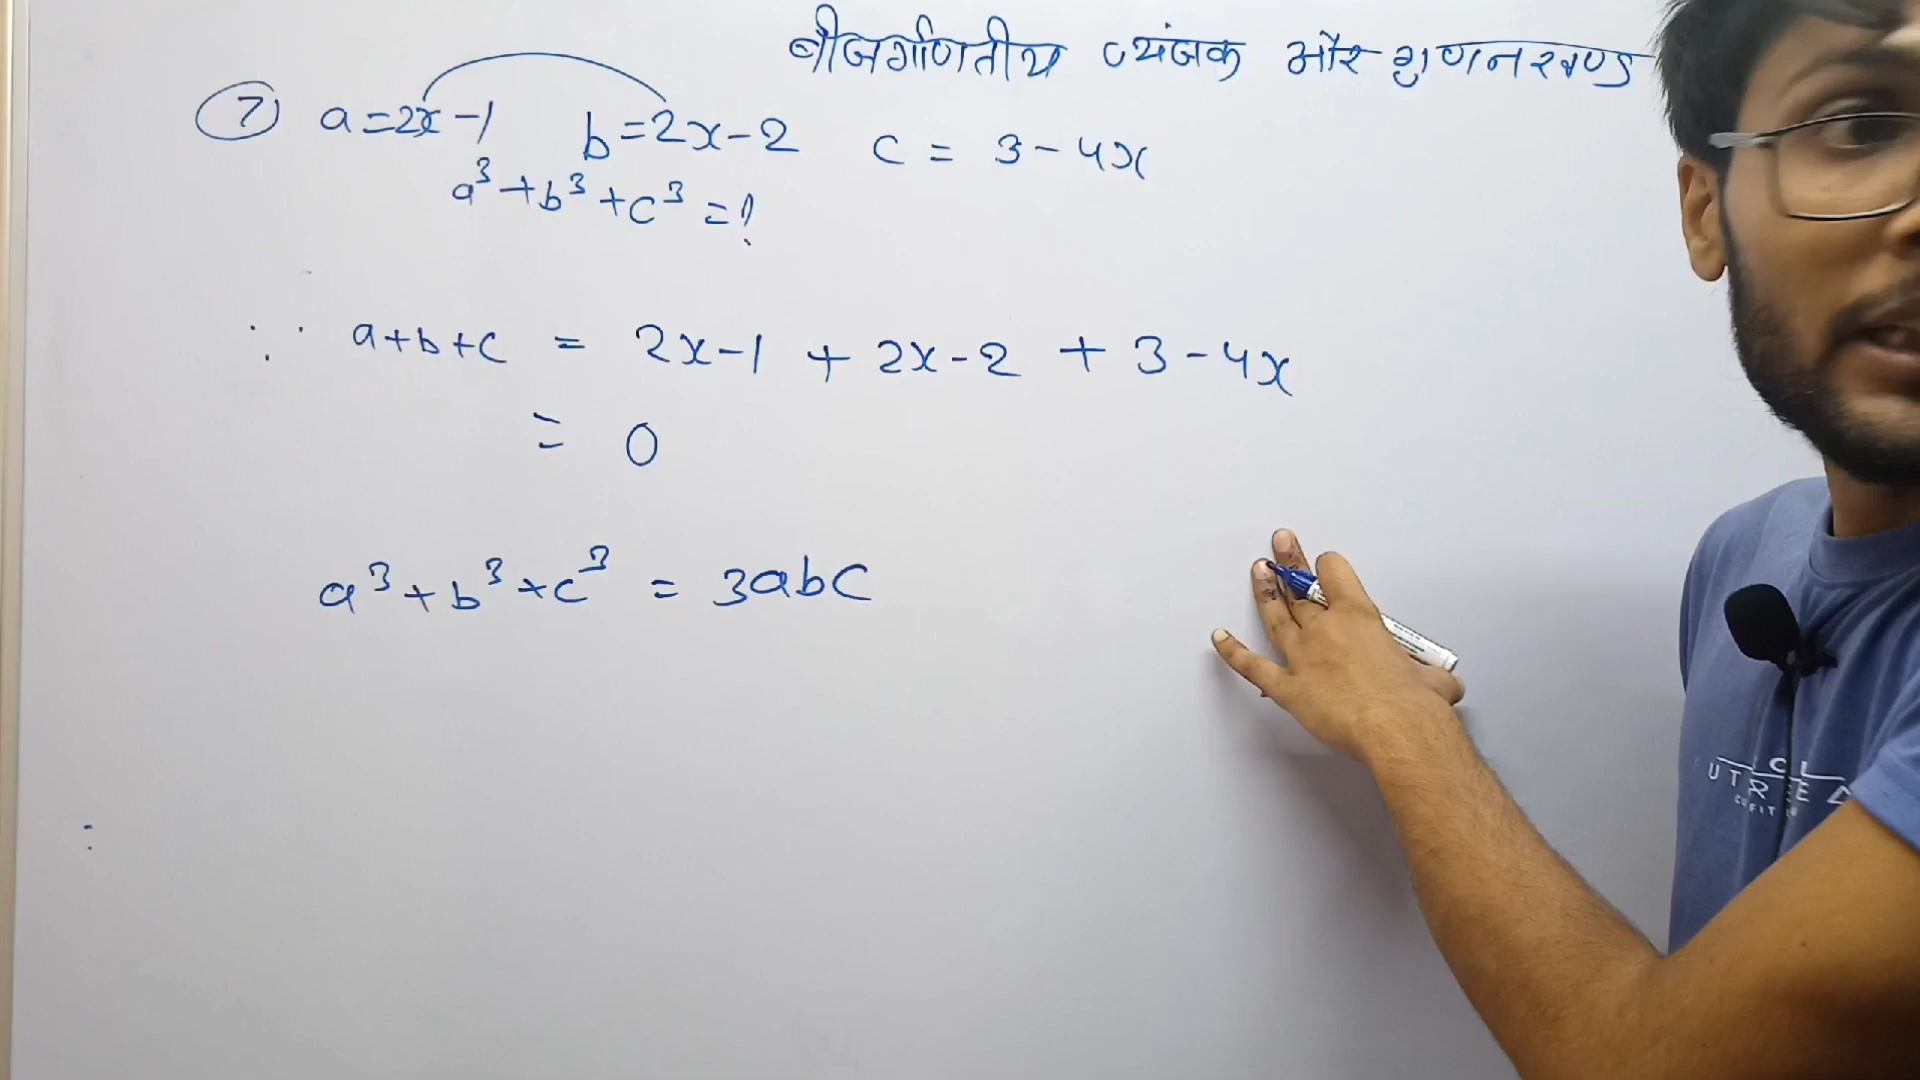 बीजगणितीय व्यंजक और गुणनखण्ड
7 a=2x-1 b=2x-2 c = 3-4x
a³+b³+c³ = ?
∵ a+b+c = 2x-1 + 2x-2 + 3-4x
= 0
a³+b³+c³ = 3abc